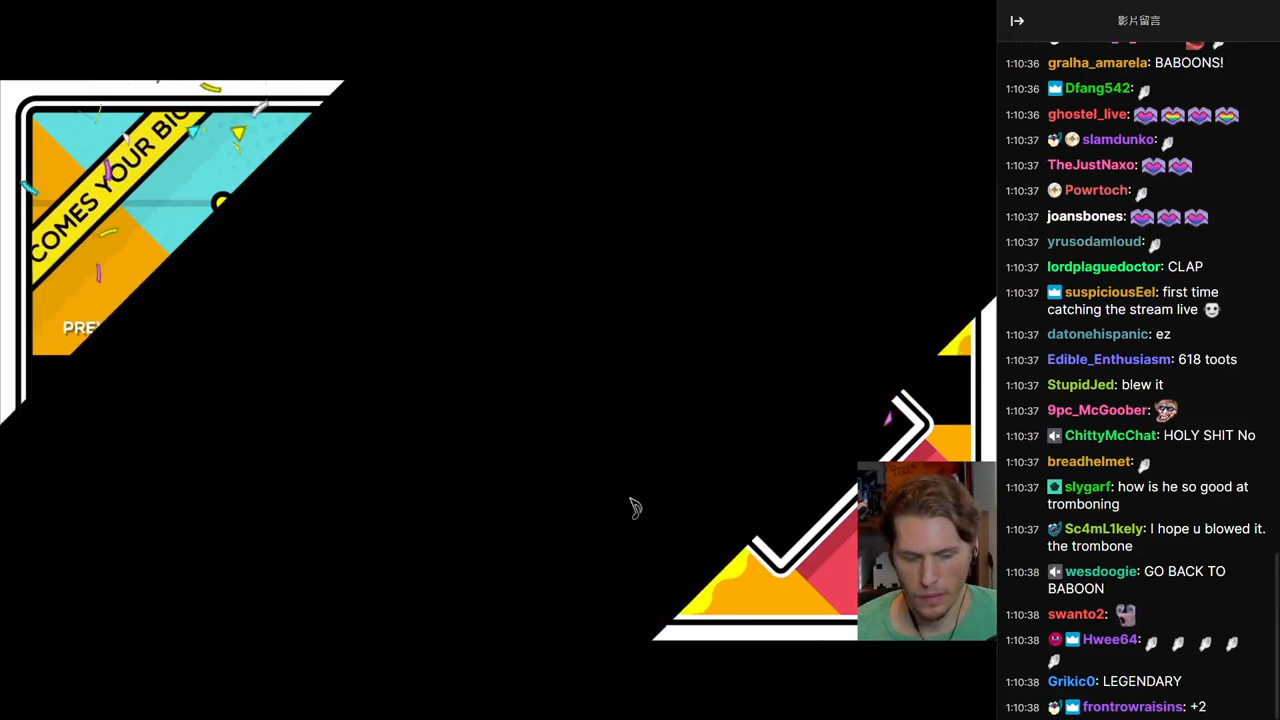 COMES YOUR BIG
PREV
影片留言
1:10:36 gralha_amarela: BABOONS!
1:10:36 Dfang542:
1:10:36 ghostel_live:
1:10:37 slamdunko:
1:10:37 TheJustNaxo:
1:10:37 Powrtoch:
1:10:37 joansbones:
1:10:37 yrusodamloud:
1:10:37 lordplaguedoctor: CLAP
1:10:37 suspiciousEel: first time
catching the stream live
1:10:37 datonehispanic: ez
1:10:37 Edible_Enthusiasm: 618 toots
1:10:37 StupidJed: blew it
1:10:37 9pc_McGoober:
1:10:37 ChittyMcChat: HOLY SHIT No
1:10:37 breadhelmet:
1:10:37 slygarf: how is he so good at
tromboning
1:10:37 Sc4mL1kely: I hope u blowed it.
the trombone
1:10:38 wesdoogie: GO BACK TO
BABOON
1:10:38 swanto2:
1:10:38 Hwee64:
1:10:38 Grikic0: LEGENDARY
1:10:38 frontrowraisins: +2